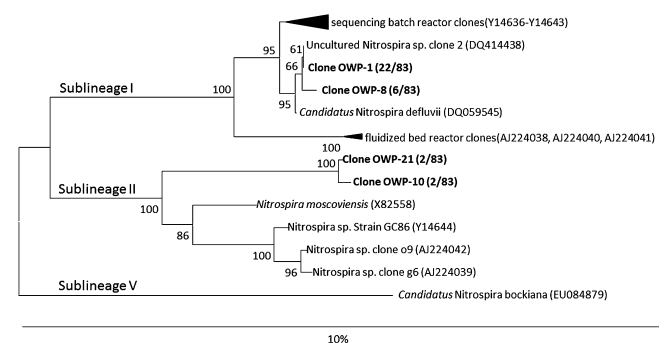 sequencing batch reactor clones(Y14636-Y14643)
95
61 Uncultured Nitrospira sp. clone 2 (DQ414438)
66 Clone OWP-1 (22/83)
Sublineage I
100
Clone OWP-8 (6/83)
95
Candidatus Nitrospira defluvii (DQ059545)
fluidized bed reactor clones(AJ224038, AJ224040, AJ224041)
100
100 Clone OWP-21 (2/83)
Clone OWP-10 (2/83)
Sublineage II
100
Nitrospira moscoviensis (X82558)
86
Nitrospira sp. Strain GC86 (Y14644)
100
Nitrospira sp. clone o9 (AJ224042)
96 Nitrospira sp. clone g6 (AJ224039)
Sublineage V
Candidatus Nitrospira bockiana (EU084879)
10%